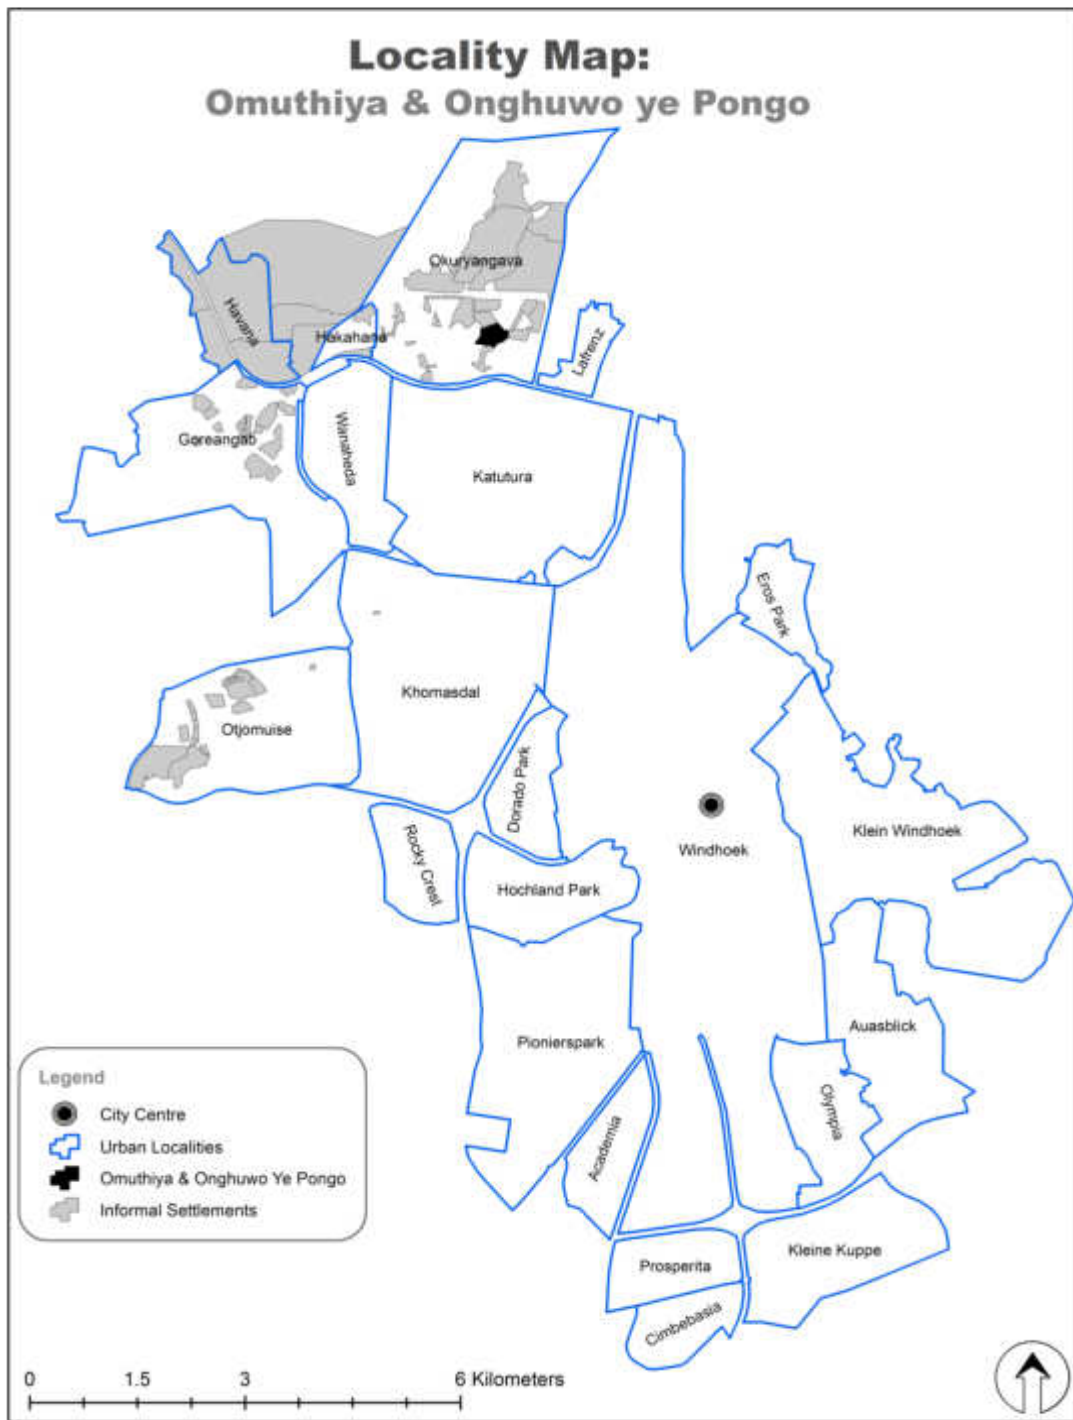 Locality Map:
Omuthiya & Onghuwo ye Pongo
Okuryangava
Havana
Hakahana
Lafrenz
Goreangab
Wanaheda
Katutura
Eros Park
Khomasdal
Otjomuise
Dorado Park
Rocky Crest
Windhoek
Klein Windhoek
Hochland Park
Pionierspark
Auasblick
Olympia
Academia
Kleine Kuppe
Prosperita
Cimbebasia
Legend
City Centre
Urban Localities
Omuthiya & Onghuwo Ye Pongo
Informal Settlements
0 1.5 3 6 Kilometers